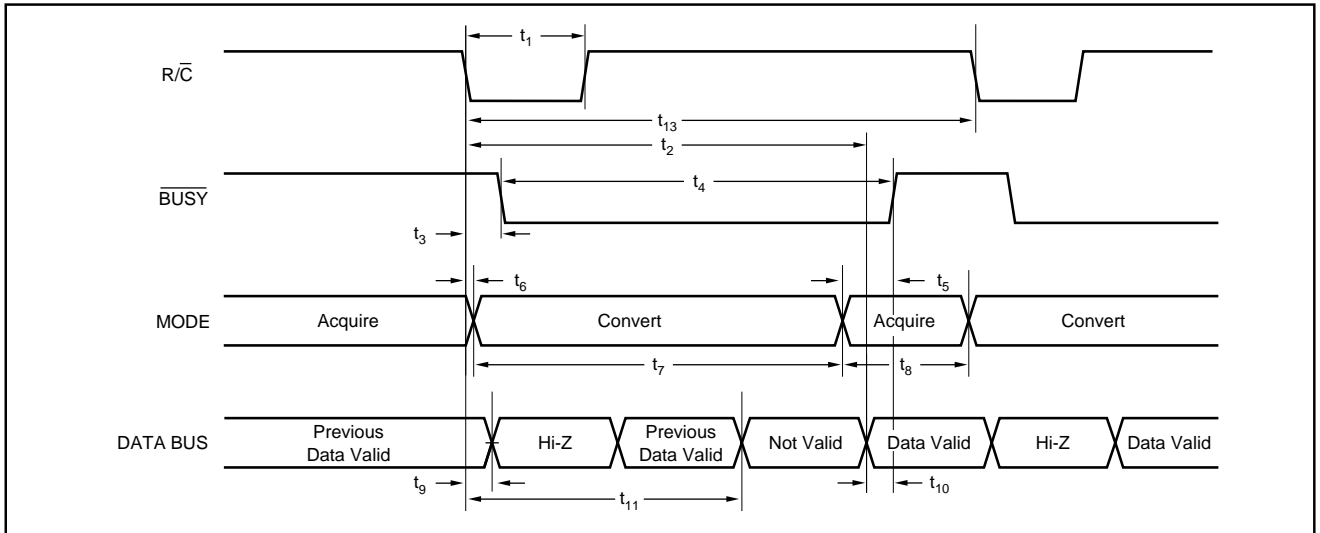 t₁
R/C̅
t₁₃
t₂
B̅U̅S̅Y̅
t₄
t₃
t₆
t₅
MODE
Acquire
Convert
Acquire
Convert
t₇
t₈
DATA BUS
Previous
Data Valid
Hi-Z
Previous
Data Valid
Not Valid
Data Valid
Hi-Z
Data Valid
t₉
t₁₁
t₁₀